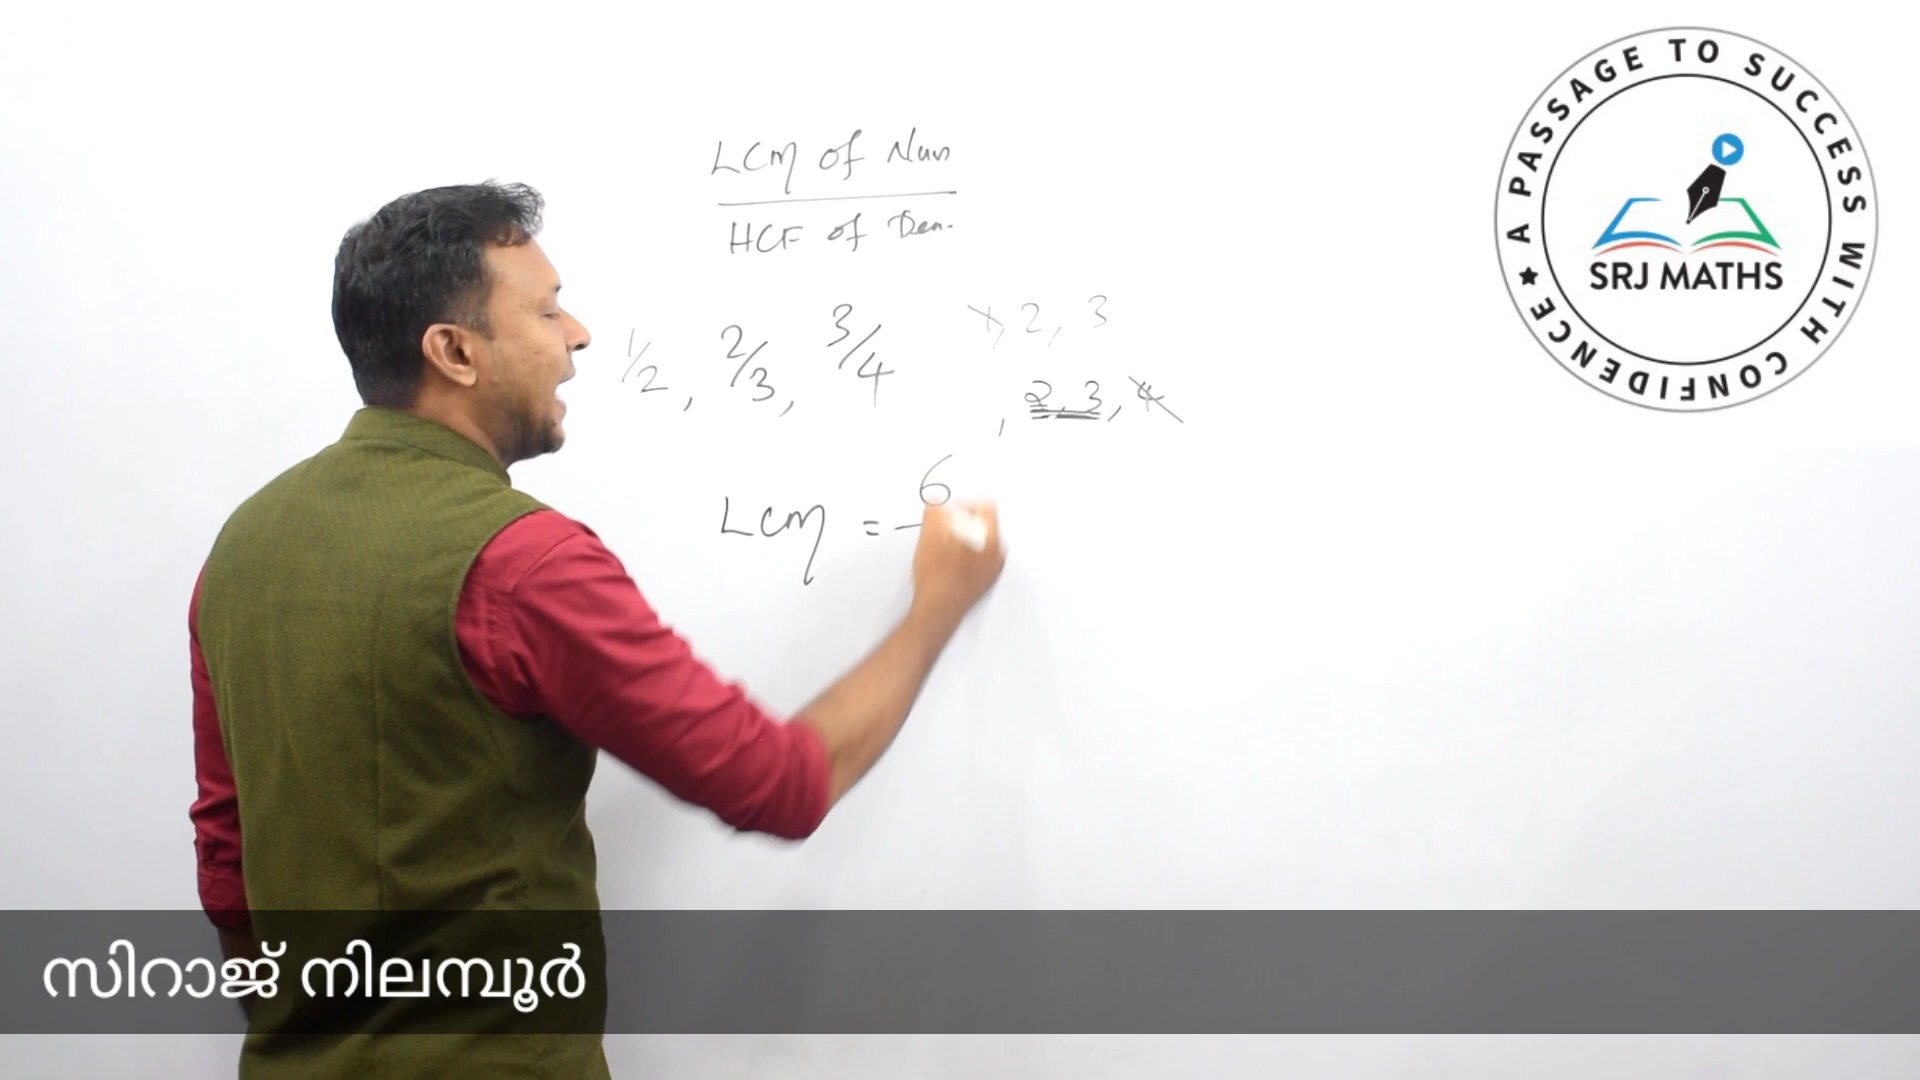 LCM of Num
HCF of Den.
1/2, 2/3, 3/4
1, 2, 3
, 2, 3, 4
LCM = 6
A PASSAGE TO SUCCESS WITH CONFIDENCE ★
SRJ MATHS
സിറാജ് നിലമ്പൂർ